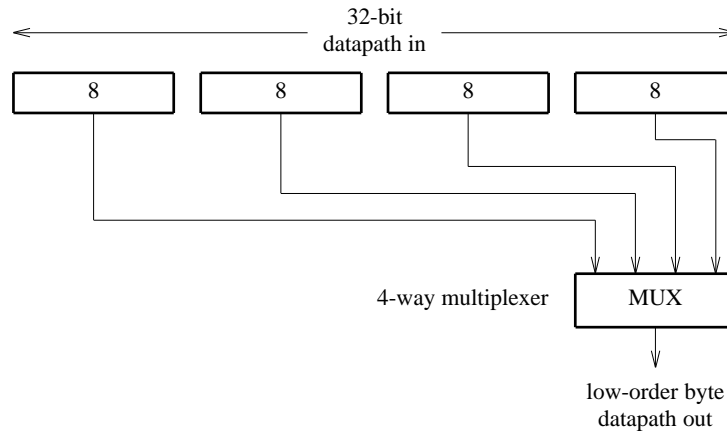 32-bit
datapath in
8 8 8 8
4-way multiplexer MUX
low-order byte
datapath out